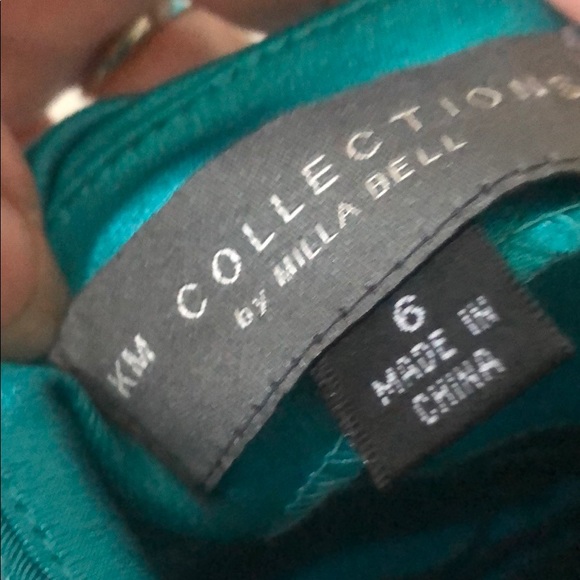 KM COLLECTIONS
by MILLA BELL
6
MADE IN
CHINA